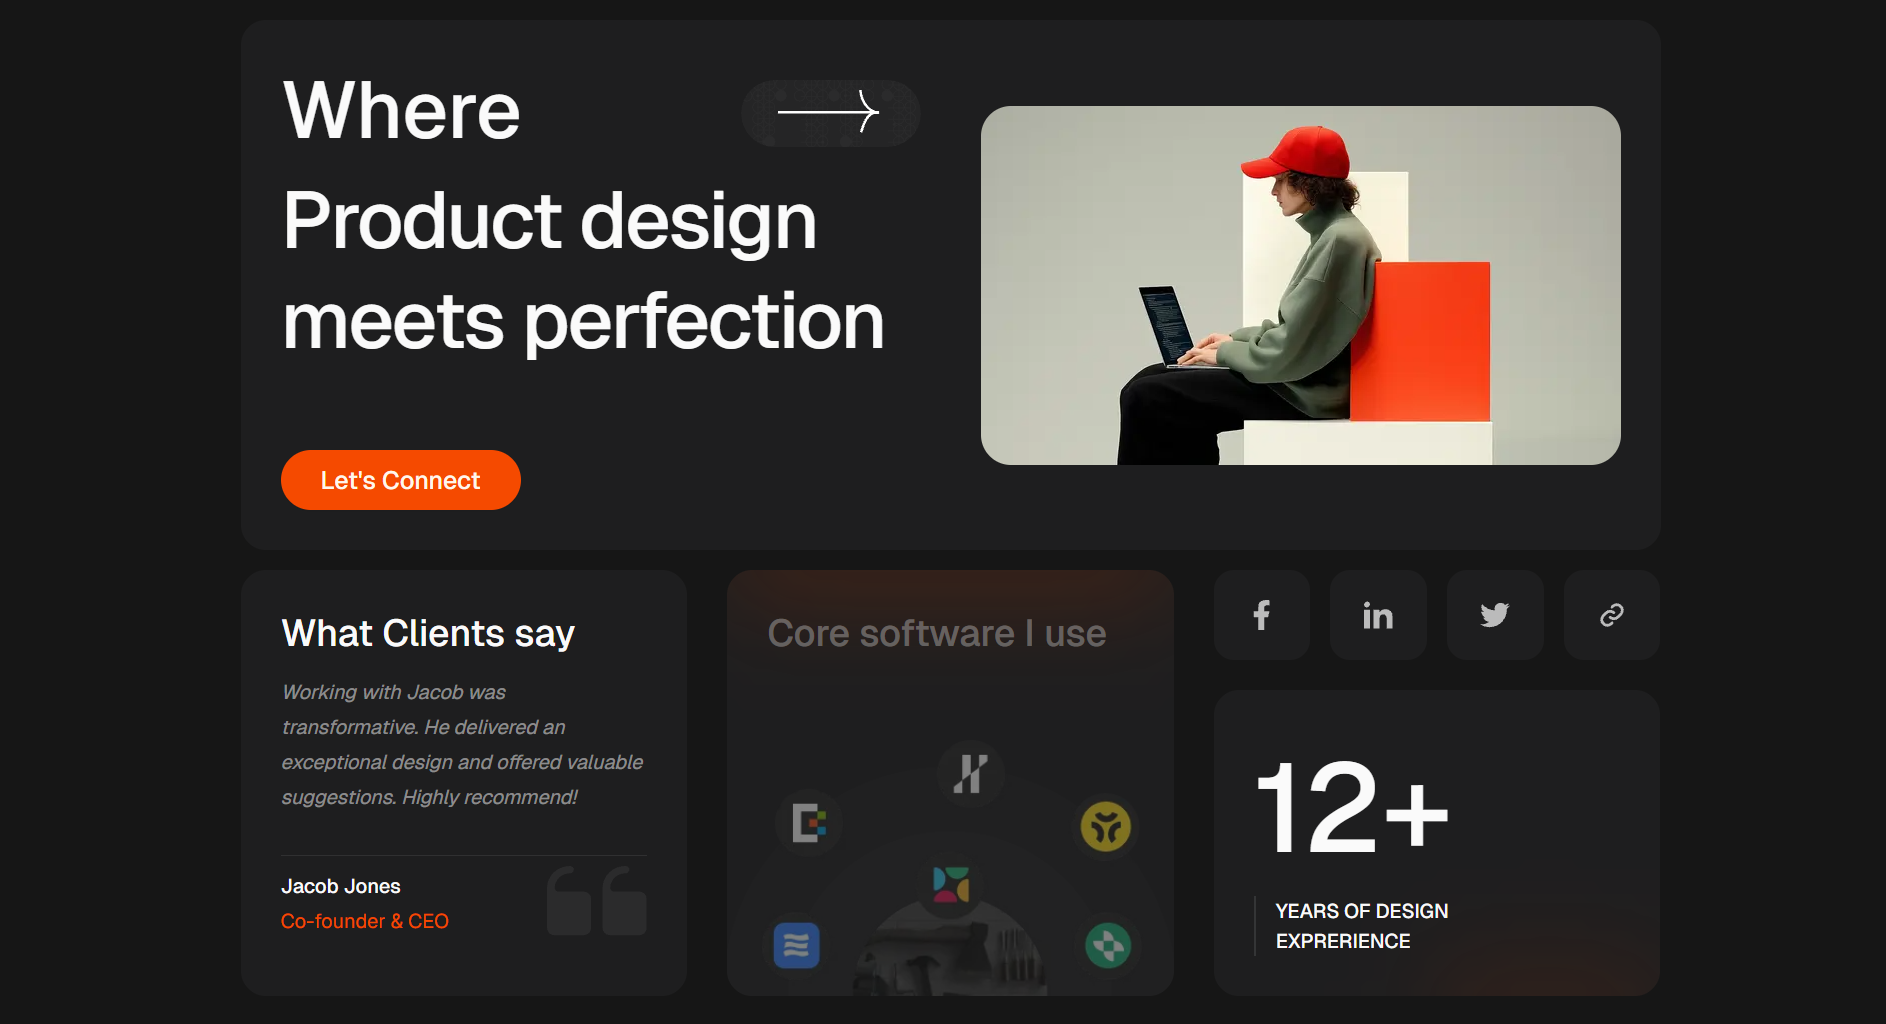 Where
Product design
meets perfection
Let's Connect
What Clients say
Working with Jacob was
transformative. He delivered an
exceptional design and offered valuable
suggestions. Highly recommend!
Jacob Jones
Co-founder & CEO
Core software I use
12+
YEARS OF DESIGN
EXPRERIENCE